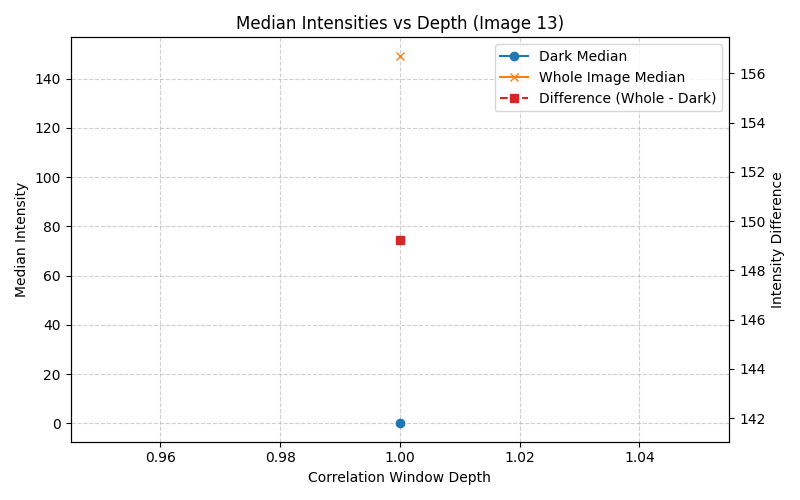 Median Intensities vs Depth (Image 13)
Dark Median
Whole Image Median
Difference (Whole - Dark)
Median Intensity
140
120
100
80
60
40
20
0
156
154
152
150
148
146
144
142
Intensity Difference
0.96 0.98 1.00 1.02 1.04
Correlation Window Depth